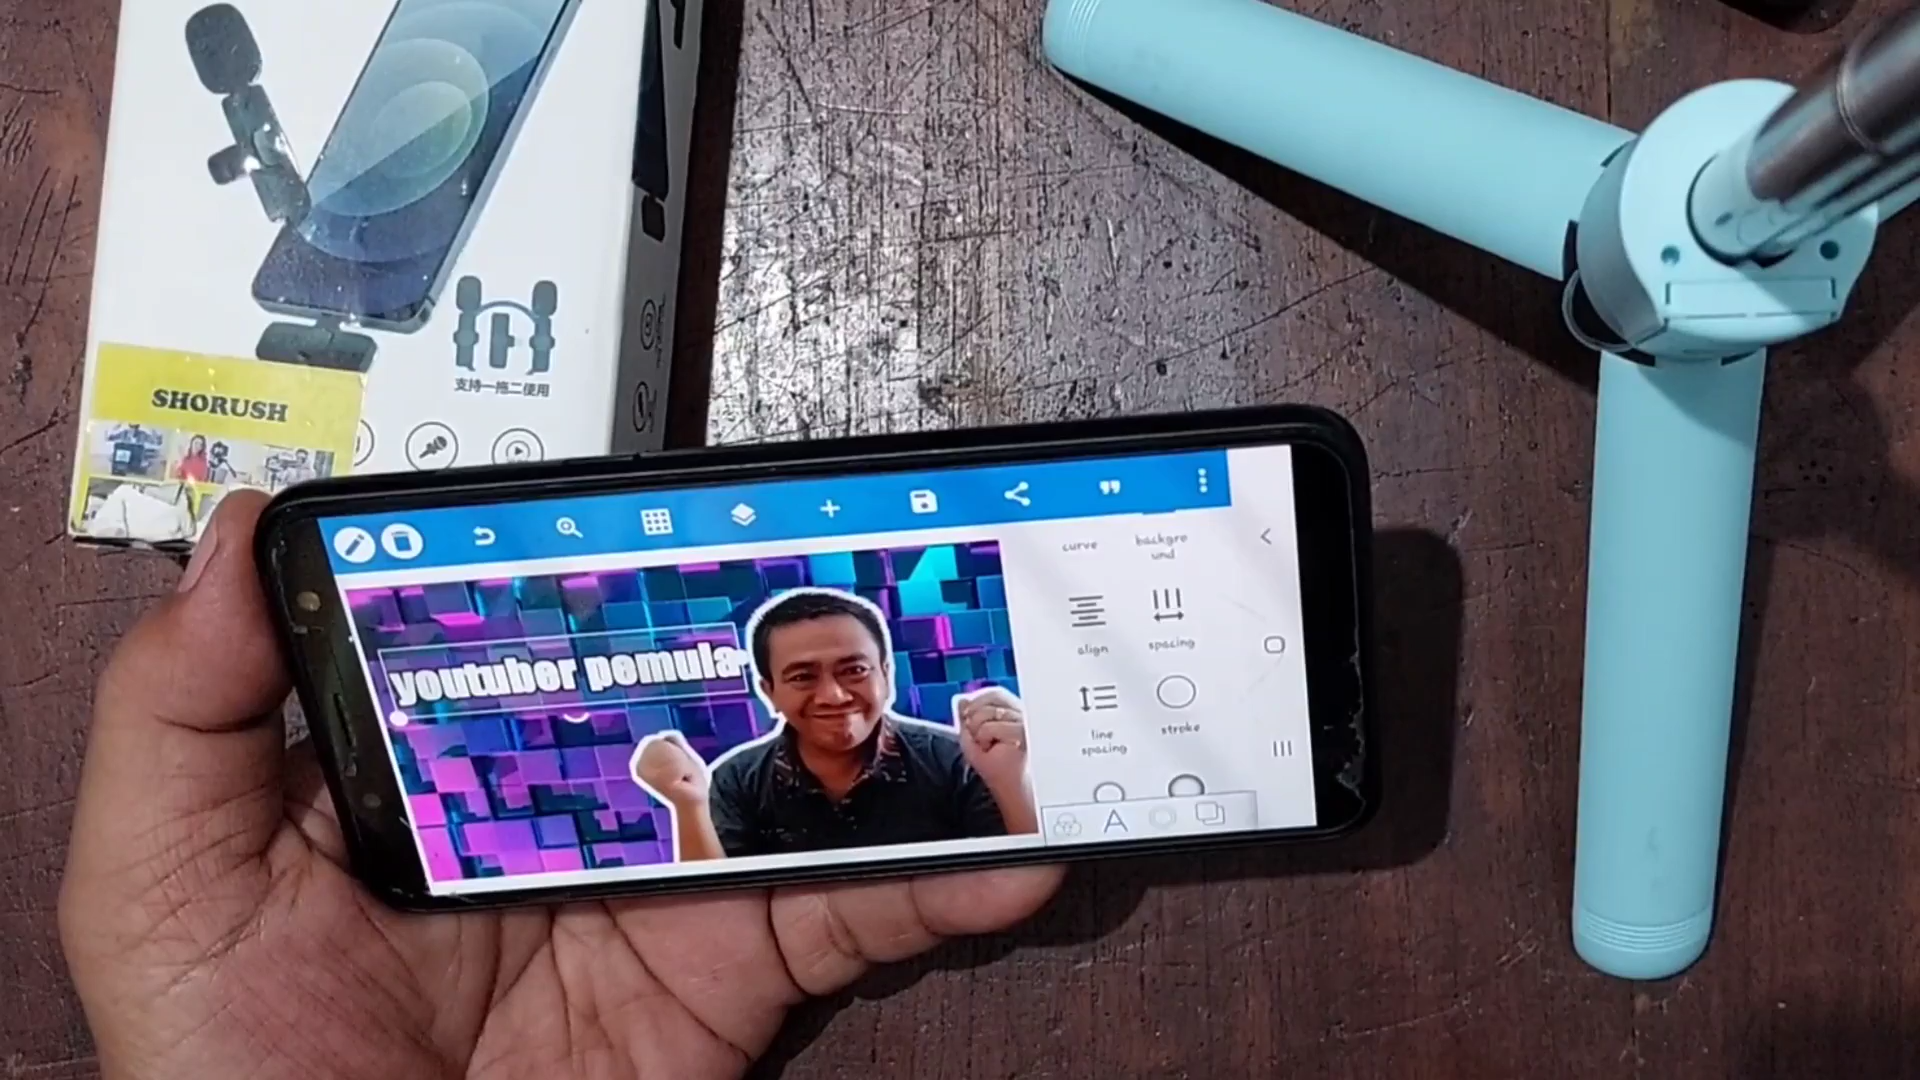 支持一拖二使用
SHORUSH
youtuber pemula
curve
backgro
und
align
spacing
line
spacing
stroke